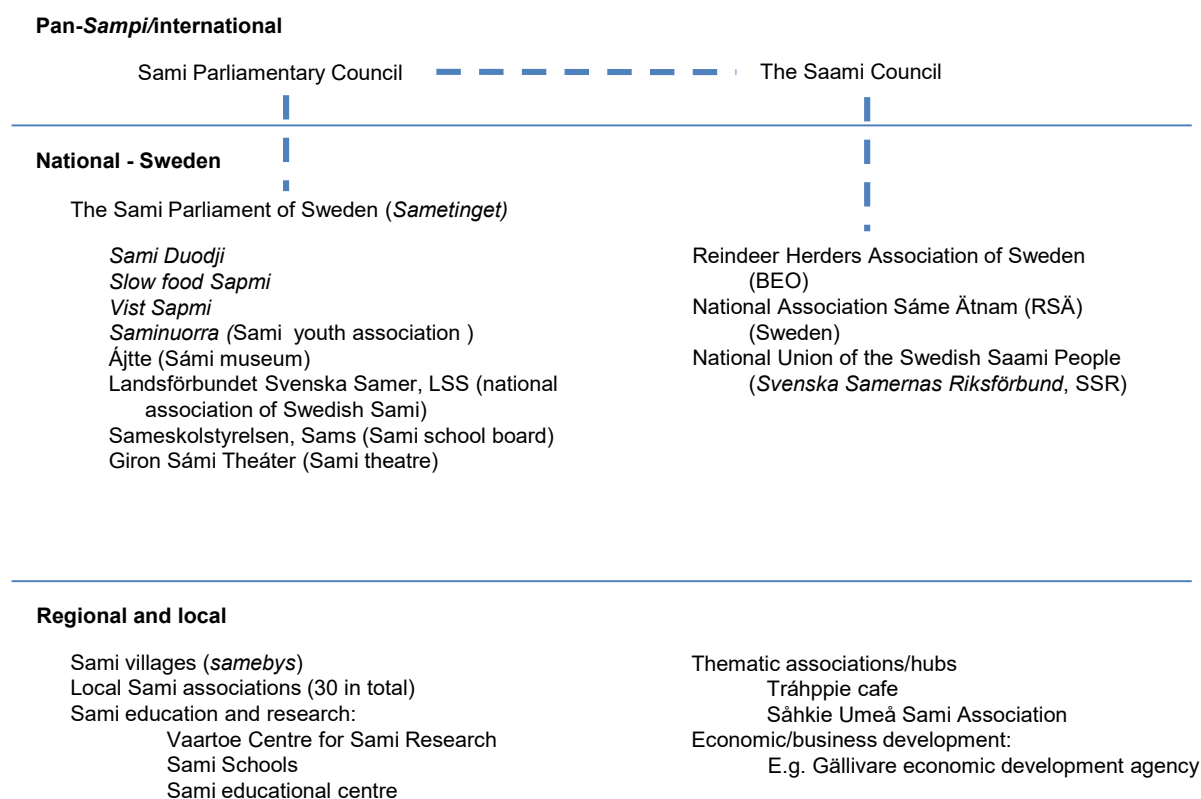 Pan-Sampi/international
Sami Parliamentary Council
The Saami Council
National - Sweden
The Sami Parliament of Sweden (Sametinget)
Sami Duodji
Slow food Sapmi
Vist Sapmi
Saminuorra (Sami youth association )
Ájtte (Sámi museum)
Landsförbundet Svenska Samer, LSS (national
association of Swedish Sami)
Sameskolstyrelsen, Sams (Sami school board)
Giron Sámi Theáter (Sami theatre)
Reindeer Herders Association of Sweden
(BEO)
National Association Sáme Ätnam (RSÄ)
(Sweden)
National Union of the Swedish Saami People
(Svenska Samernas Riksförbund, SSR)
Regional and local
Sami villages (samebys)
Local Sami associations (30 in total)
Sami education and research:
Vaartoe Centre for Sami Research
Sami Schools
Sami educational centre
Thematic associations/hubs
Tráhppie cafe
Såhkie Umeå Sami Association
Economic/business development:
E.g. Gällivare economic development agency